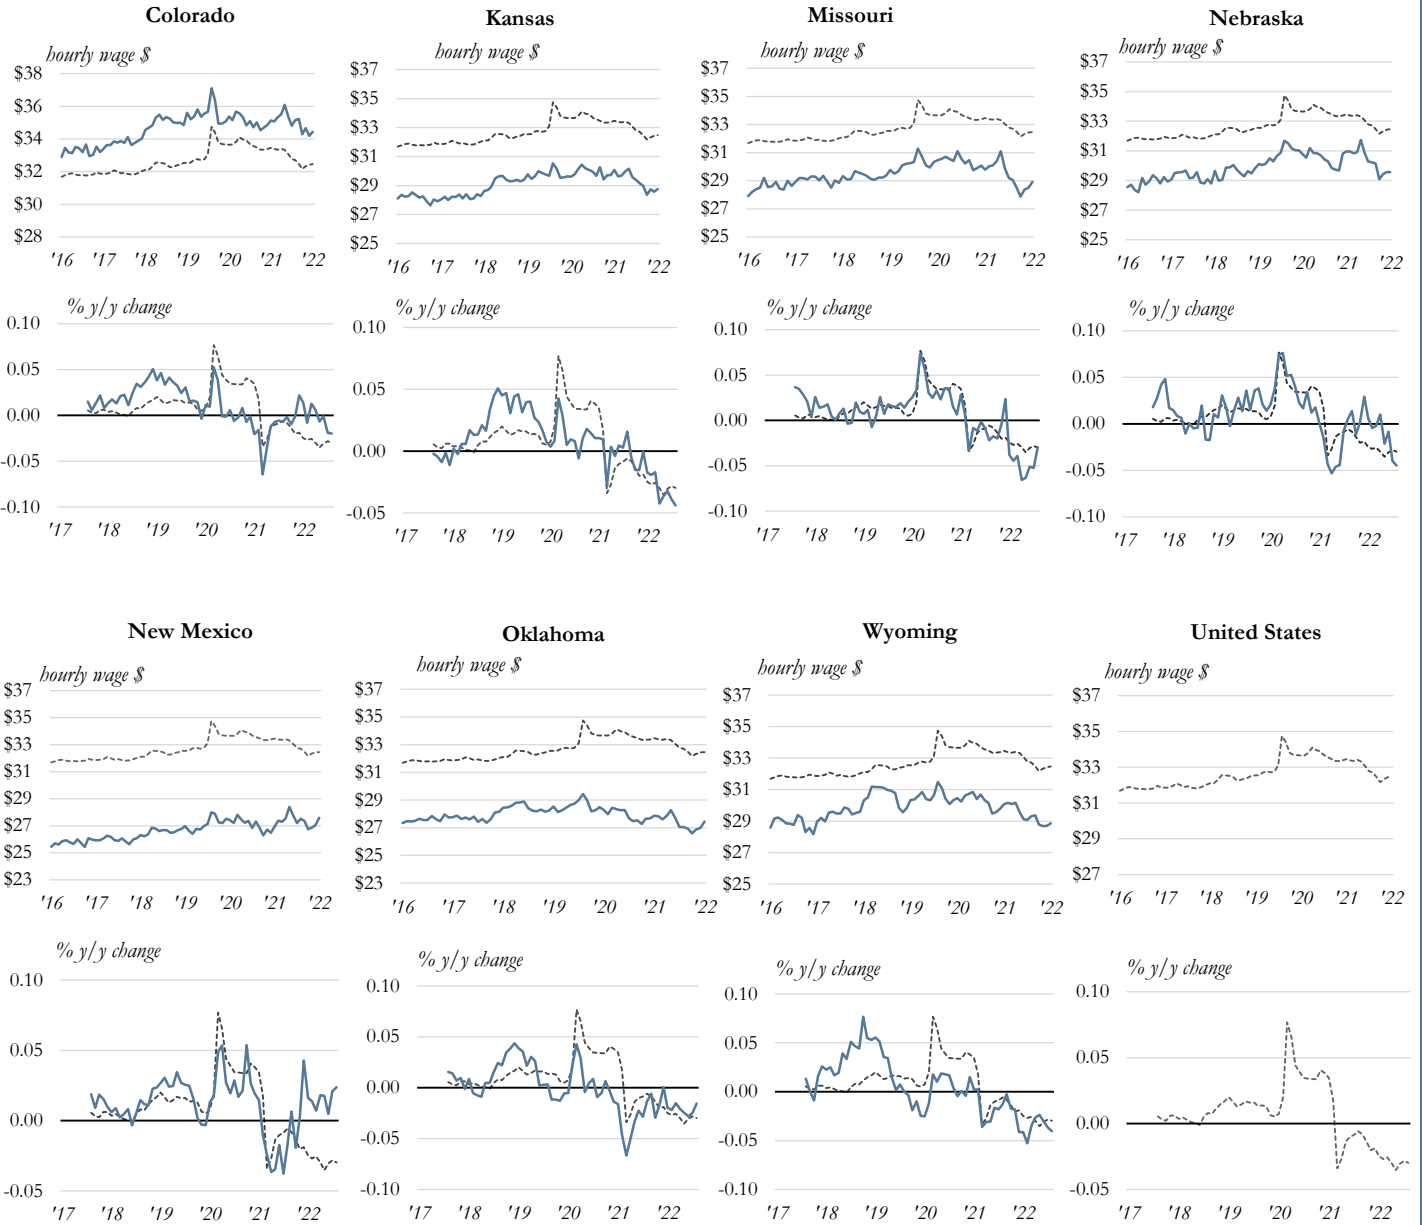 Colorado Kansas Missouri Nebraska
hourly wage $ hourly wage $ hourly wage $ hourly wage $
$38 $37 $37 $37
$36 $35 $35 $35
$34 $33 $33 $33
$32 $31 $31 $31
$30 $29 $29 $29
$28 $27 $27 $27
$25 $25 $25
'16 '17 '18 '19 '20 '21 '22 '16 '17 '18 '19 '20 '21 '22 '16 '17 '18 '19 '20 '21 '22 '16 '17 '18 '19 '20 '21 '22
% y/y change % y/y change % y/y change % y/y change
0.10 0.10 0.10 0.10
0.05 0.05 0.05 0.05
0.00 0.00 0.00 0.00
-0.05 -0.05 -0.05 -0.05
-0.10 -0.10 -0.10
'17 '18 '19 '20 '21 '22 '17 '18 '19 '20 '21 '22 '17 '18 '19 '20 '21 '22 '17 '18 '19 '20 '21 '22
New Mexico Oklahoma Wyoming United States
hourly wage $ hourly wage $ hourly wage $ hourly wage $
$37 $37 $37 $37
$35 $35 $35 $35
$33 $33 $33 $33
$31 $31 $31 $31
$29 $29 $29 $29
$27 $27 $27 $27
$25 $25 $25
$23 $23
'16 '17 '18 '19 '20 '21 '22 '16 '17 '18 '19 '20 '21 '22 '16 '17 '18 '19 '20 '21 '22 '16 '17 '18 '19 '20 '21 '22
% y/y change % y/y change % y/y change % y/y change
0.10 0.10 0.10 0.10
0.05 0.05 0.05 0.05
0.00 0.00 0.00 0.00
-0.05 -0.05 -0.05 -0.05
-0.10 -0.10
'17 '18 '19 '20 '21 '22 '17 '18 '19 '20 '21 '22 '17 '18 '19 '20 '21 '22 '17 '18 '19 '20 '21 '22